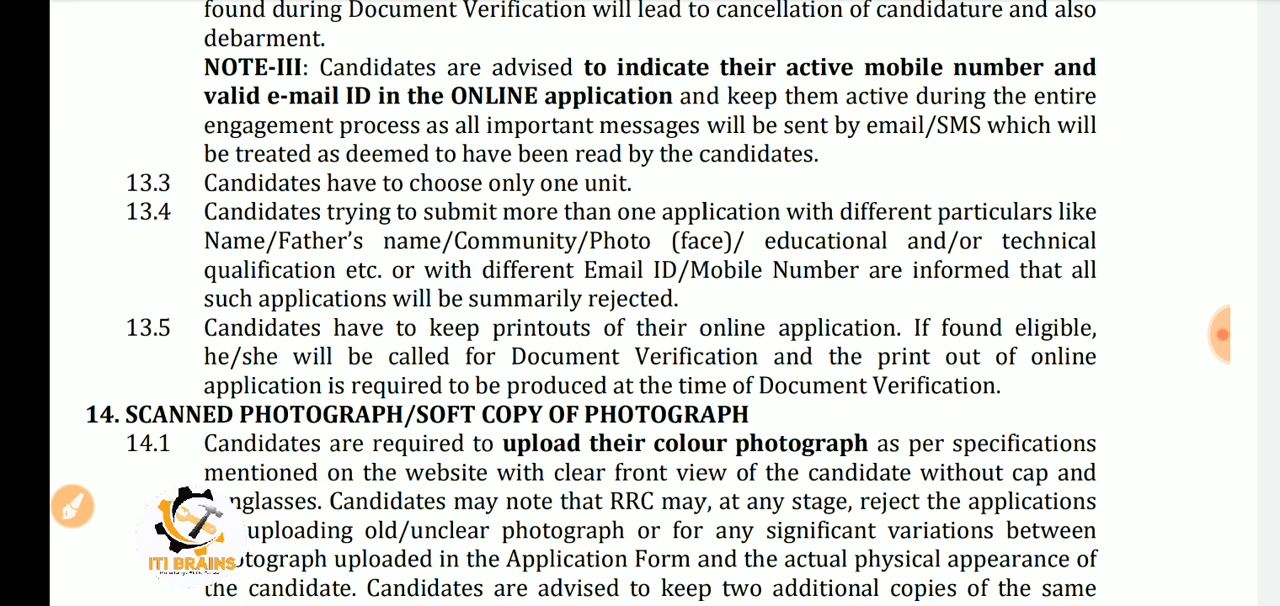 found during Document Verification will lead to cancellation of candidature and also
debarment.
NOTE-III: Candidates are advised to indicate their active mobile number and
valid e-mail ID in the ONLINE application and keep them active during the entire
engagement process as all important messages will be sent by email/SMS which will
be treated as deemed to have been read by the candidates.
13.3 Candidates have to choose only one unit.
13.4 Candidates trying to submit more than one application with different particulars like
Name/Father’s name/Community/Photo (face)/ educational and/or technical
qualification etc. or with different Email ID/Mobile Number are informed that all
such applications will be summarily rejected.
13.5 Candidates have to keep printouts of their online application. If found eligible,
he/she will be called for Document Verification and the print out of online
application is required to be produced at the time of Document Verification.
14. SCANNED PHOTOGRAPH/SOFT COPY OF PHOTOGRAPH
14.1 Candidates are required to upload their colour photograph as per specifications
mentioned on the website with clear front view of the candidate without cap and
nglasses. Candidates may note that RRC may, at any stage, reject the applications
uploading old/unclear photograph or for any significant variations between
otograph uploaded in the Application Form and the actual physical appearance of
the candidate. Candidates are advised to keep two additional copies of the same
ITI BRAINS